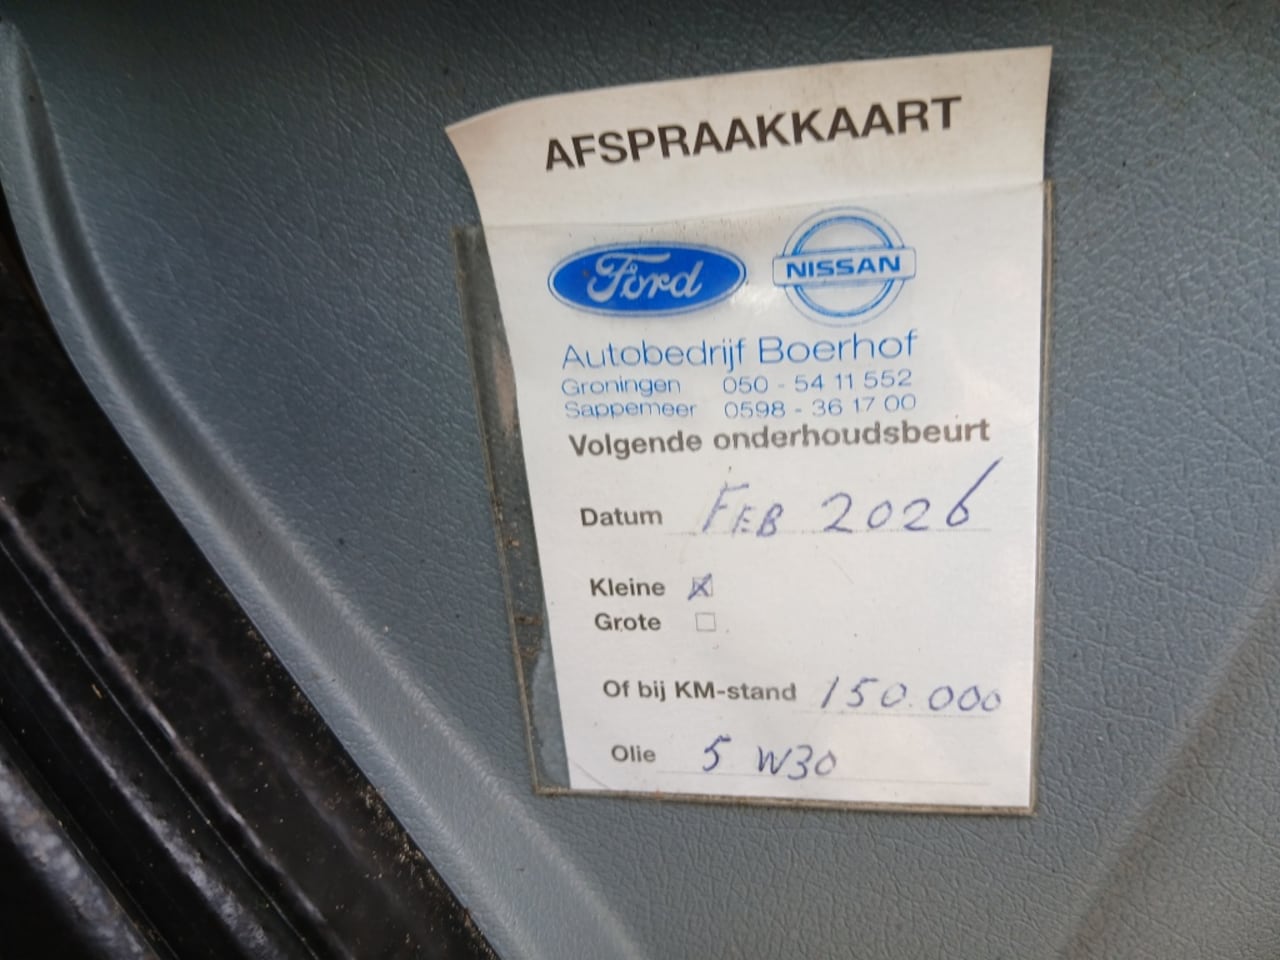 AFSPRAAKKAART
Ford NISSAN
Autobedrijf Boerhof
Groningen 050 - 54 11 552
Sappemeer 0598 - 36 17 00
Volgende onderhoudsbeurt
Datum FEB 2026
Kleine
Grote
Of bij KM-stand 150.000
Olie 5 W30